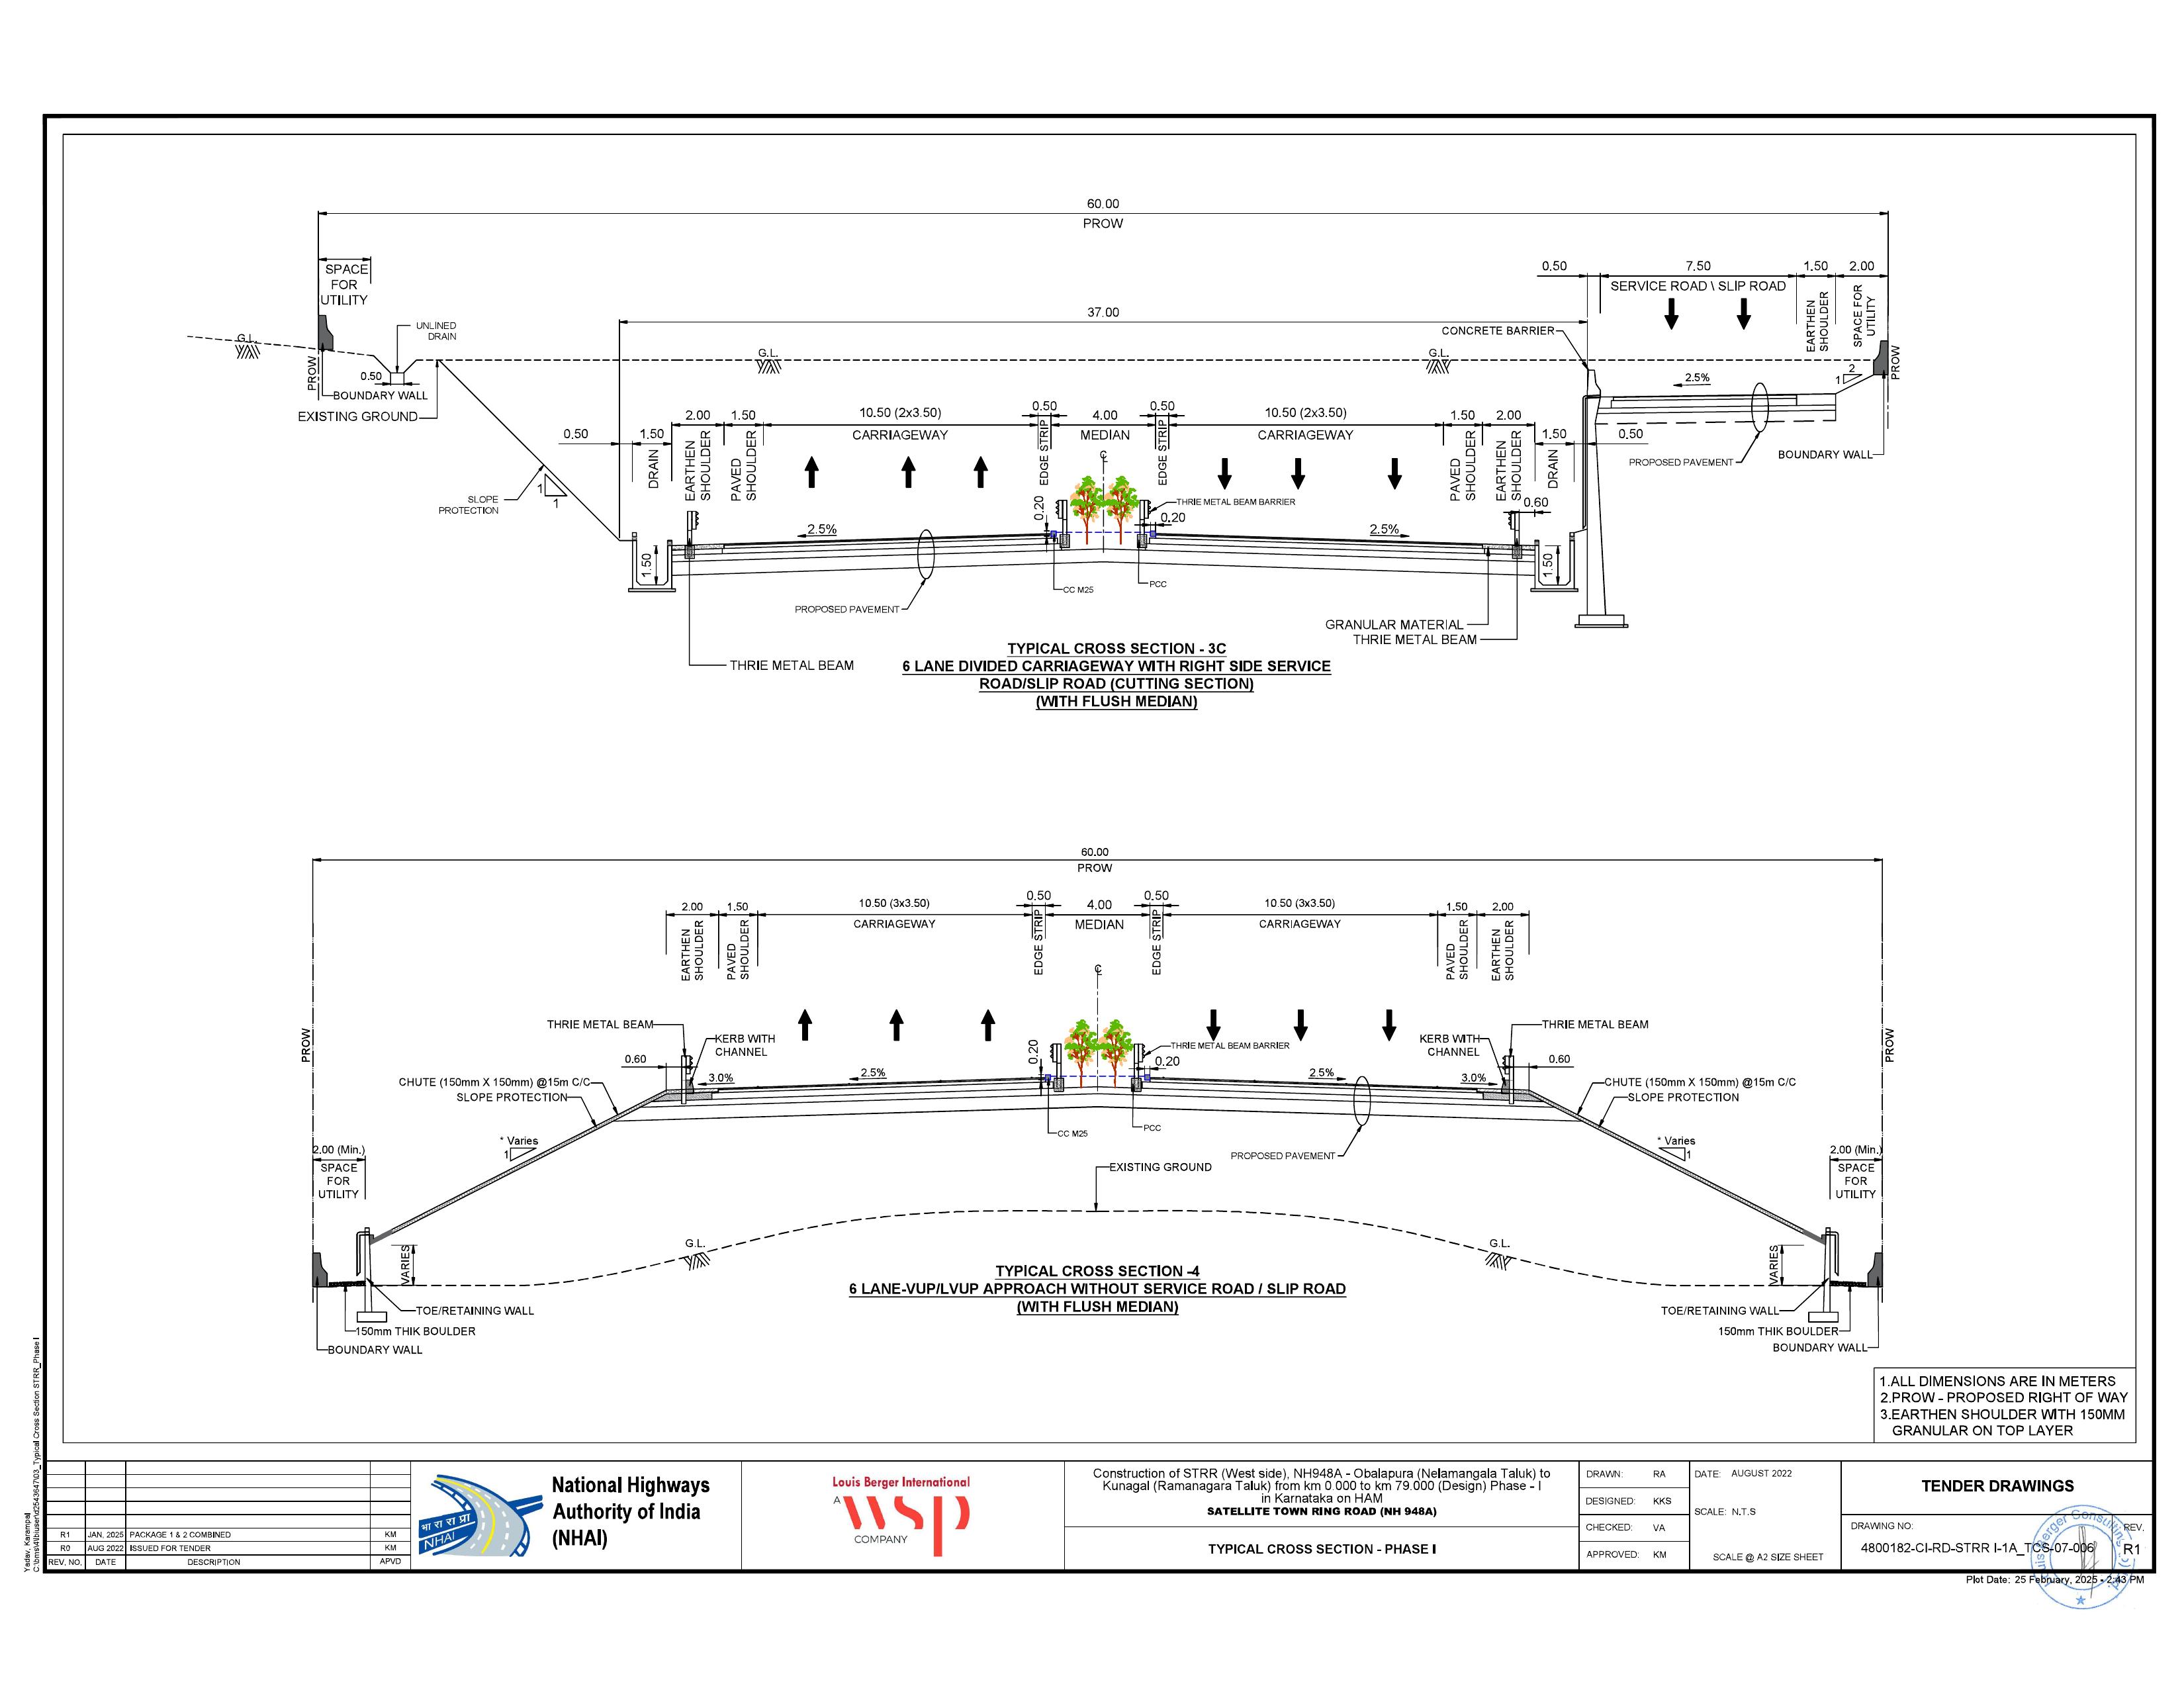 60.00
PROW
SPACE
FOR
UTILITY
0.50
7.50
1.50
2.00
SERVICE ROAD \ SLIP ROAD
EARTHEN
SHOULDER
SPACE FOR
UTILITY
37.00
UNLINED
DRAIN
CONCRETE BARRIER
G.L.
G.L.
G.L.
PROW
0.50
BOUNDARY WALL
EXISTING GROUND
2.5%
1
2
PROW
2.00
1.50
10.50 (2x3.50)
0.50
4.00
0.50
10.50 (2x3.50)
1.50
2.00
CARRIAGEWAY
MEDIAN
CARRIAGEWAY
0.50
1.50
1.50
0.50
DRAIN
EARTHEN
SHOULDER
PAVED
SHOULDER
EDGE STRIP
EDGE STRIP
PAVED
SHOULDER
EARTHEN
SHOULDER
DRAIN
PROPOSED PAVEMENT
BOUNDARY WALL
1
1
SLOPE
PROTECTION
0.20
THRIE METAL BEAM BARRIER
0.20
0.60
2.5%
2.5%
1.50
1.50
CC M25
PCC
PROPOSED PAVEMENT
GRANULAR MATERIAL
THRIE METAL BEAM
THRIE METAL BEAM
TYPICAL CROSS SECTION - 3C
6 LANE DIVIDED CARRIAGEWAY WITH RIGHT SIDE SERVICE
ROAD/SLIP ROAD (CUTTING SECTION)
(WITH FLUSH MEDIAN)
60.00
PROW
2.00
1.50
10.50 (3x3.50)
0.50
4.00
0.50
10.50 (3x3.50)
1.50
2.00
EARTHEN
SHOULDER
PAVED
SHOULDER
CARRIAGEWAY
EDGE STRIP
MEDIAN
EDGE STRIP
CARRIAGEWAY
PAVED
SHOULDER
EARTHEN
SHOULDER
PROW
PROW
THRIE METAL BEAM
KERB WITH
CHANNEL
0.60
3.0%
2.5%
0.20
THRIE METAL BEAM BARRIER
0.20
2.5%
3.0%
KERB WITH
CHANNEL
THRIE METAL BEAM
0.60
CHUTE (150mm X 150mm) @15m C/C
SLOPE PROTECTION
CHUTE (150mm X 150mm) @15m C/C
SLOPE PROTECTION
* Varies
1
CC M25
PCC
PROPOSED PAVEMENT
* Varies
1
2.00 (Min.)
SPACE
FOR
UTILITY
EXISTING GROUND
2.00 (Min.)
SPACE
FOR
UTILITY
VARIES
G.L.
G.L.
VARIES
TYPICAL CROSS SECTION -4
6 LANE-VUP/LVUP APPROACH WITHOUT SERVICE ROAD / SLIP ROAD
(WITH FLUSH MEDIAN)
TOE/RETAINING WALL
150mm THIK BOULDER
BOUNDARY WALL
TOE/RETAINING WALL
150mm THIK BOULDER
BOUNDARY WALL
1.ALL DIMENSIONS ARE IN METERS
2.PROW - PROPOSED RIGHT OF WAY
3.EARTHEN SHOULDER WITH 150MM
GRANULAR ON TOP LAYER
R1 JAN, 2025 PACKAGE 1 & 2 COMBINED KM
R0 AUG 2022 ISSUED FOR TENDER KM
REV, NO, DATE DESCRIPTION APVD
भा रा रा प्रा
NHAI
National Highways
Authority of India
(NHAI)
Louis Berger International
A
wsp
COMPANY
Construction of STRR (West side), NH948A - Obalapura (Nelamangala Taluk) to
Kunagal (Ramanagara Taluk) from km 0.000 to km 79.000 (Design) Phase - I
in Karnataka on HAM
SATELLITE TOWN RING ROAD (NH 948A)
TYPICAL CROSS SECTION - PHASE I
DRAWN: RA
DESIGNED: KKS
CHECKED: VA
APPROVED: KM
DATE: AUGUST 2022
SCALE: N.T.S
SCALE @ A2 SIZE SHEET
TENDER DRAWINGS
DRAWING NO:
REV.
4800182-CI-RD-STRR I-1A_TCS-07-006
R1
Plot Date: 25 February, 2025 - 2:43 PM
Yadav, Karampal